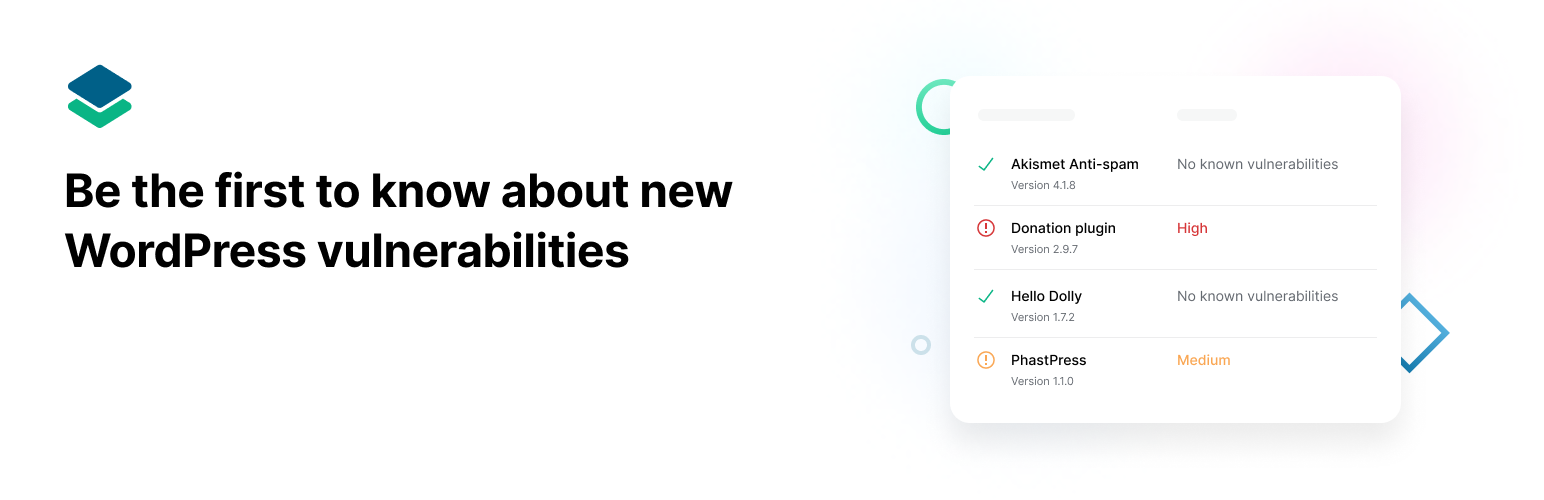 Be the first to know about new
WordPress vulnerabilities
Akismet Anti-spam
No known vulnerabilities
Version 4.1.8
Donation plugin
High
Version 2.9.7
Hello Dolly
No known vulnerabilities
Version 1.7.2
PhastPress
Medium
Version 1.1.0